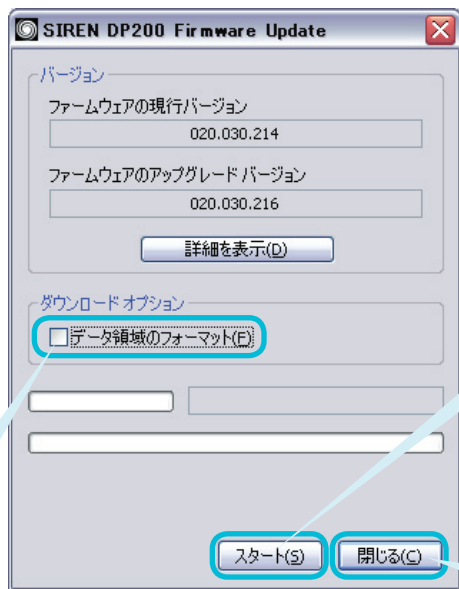 SIREN DP200 Firmware Update
バージョン
ファームウェアの現行バージョン
020.030.214
ファームウェアのアップグレード バージョン
020.030.216
詳細を表示(D)
ダウンロード オプション
データ領域のフォーマット(F)
スタート(S)
閉じる(C)